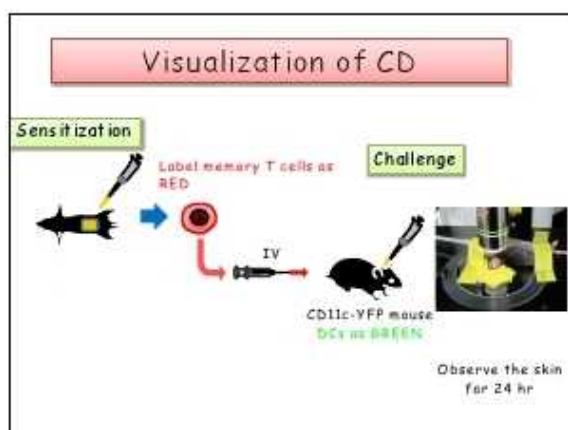 Visualization of CD
Sensitization
Label memory T cells as
RED
Challenge
IV
CD11c-YFP mouse
DCs as GREEN
Observe the skin
for 24 hr